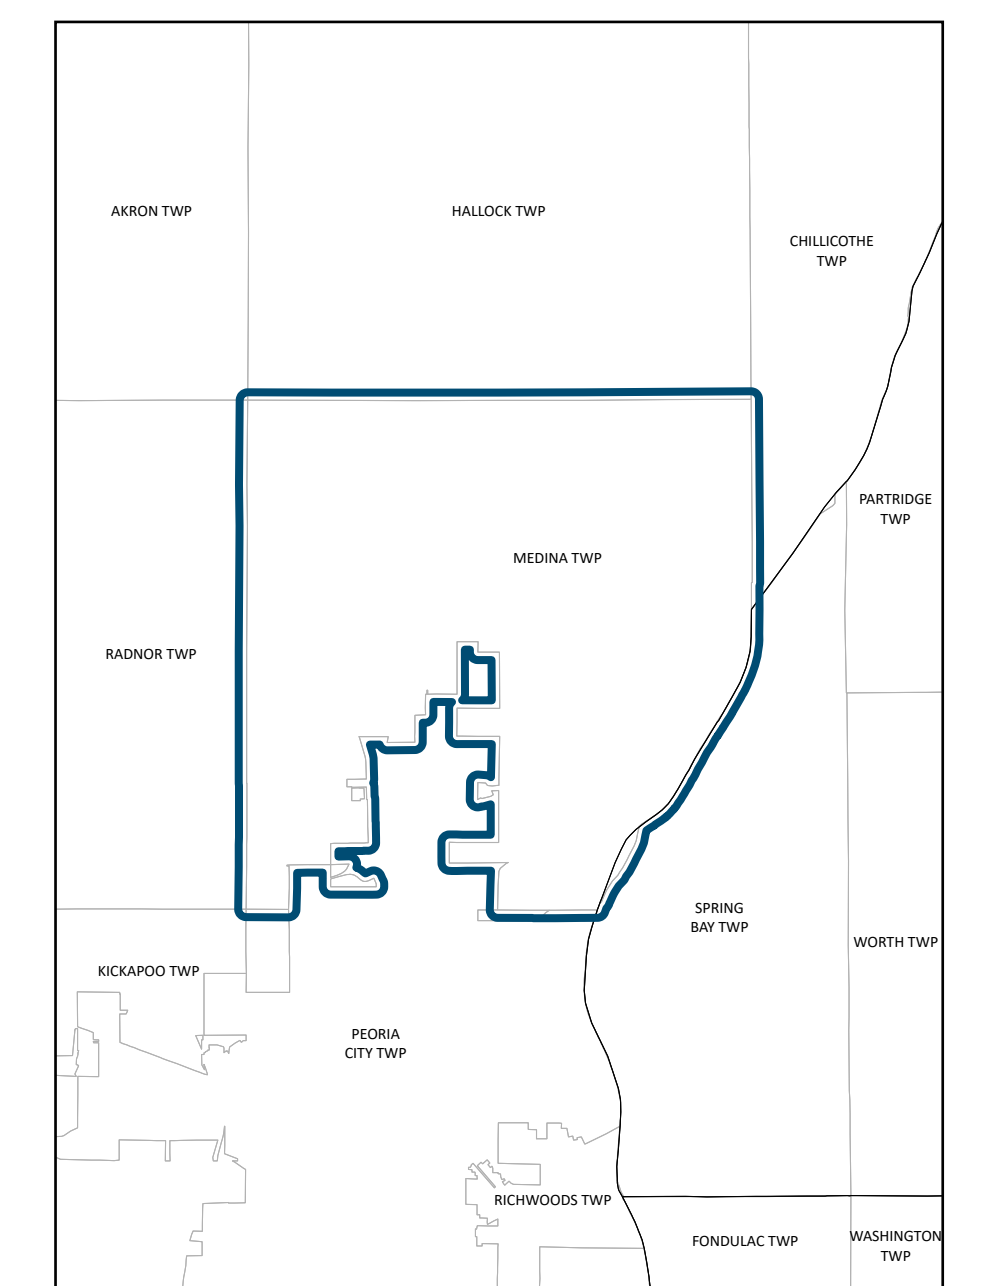 AKRON TWP
HALLOCK TWP
CHILLICOTHE
TWP
PARTRIDGE
TWP
MEDINA TWP
RADNOR TWP
SPRING
BAY TWP
WORTH TWP
KICKAPOO TWP
PEORIA
CITY TWP
RICHWOODS TWP
FONDULAC TWP
WASHINGTON
TWP